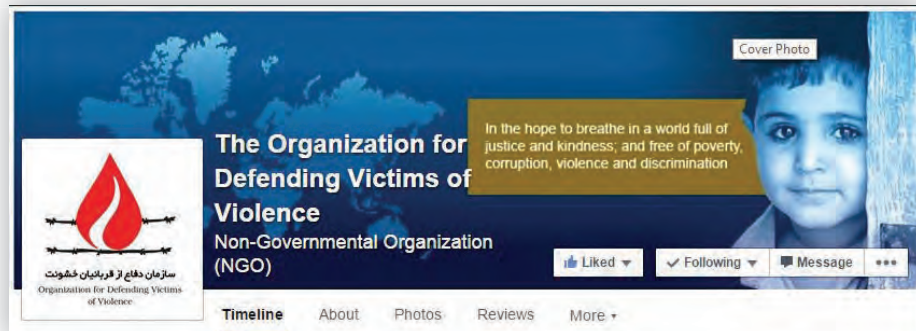 Cover Photo
In the hope to breathe in a world full of
justice and kindness; and free of poverty,
corruption, violence and discrimination
The Organization for
Defending Victims of
Violence
Non-Governmental Organization
(NGO)
سازمان دفاع از قربانیان خشونت
Organization for Defending Victims
of Violence
Liked
Following
Message
Timeline About Photos Reviews More